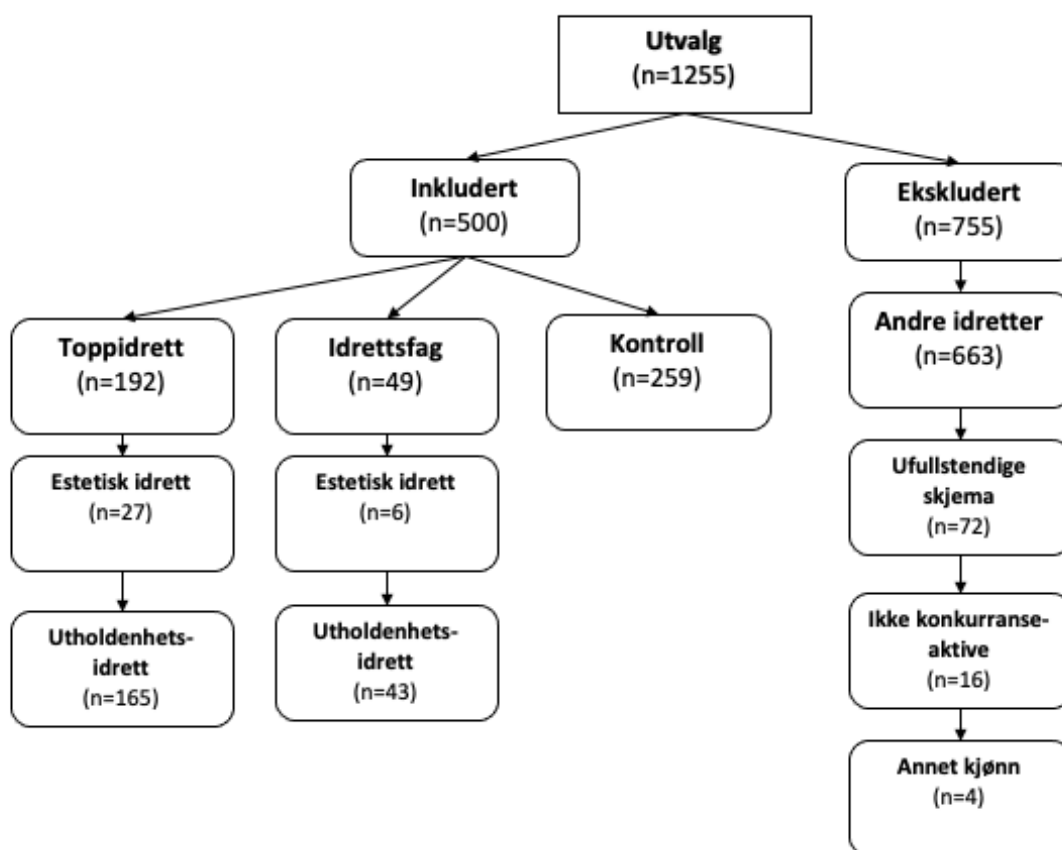 Utvalg
(n=1255)
Inkludert
(n=500)
Ekskludert
(n=755)
Toppidrett
(n=192)
Idrettsfag
(n=49)
Kontroll
(n=259)
Andre idretter
(n=663)
Estetisk idrett
(n=27)
Estetisk idrett
(n=6)
Ufullstendige
skjema
(n=72)
Utholdenhets-
idrett
(n=165)
Utholdenhets-
idrett
(n=43)
Ikke konkurranse-
aktive
(n=16)
Annet kjønn
(n=4)